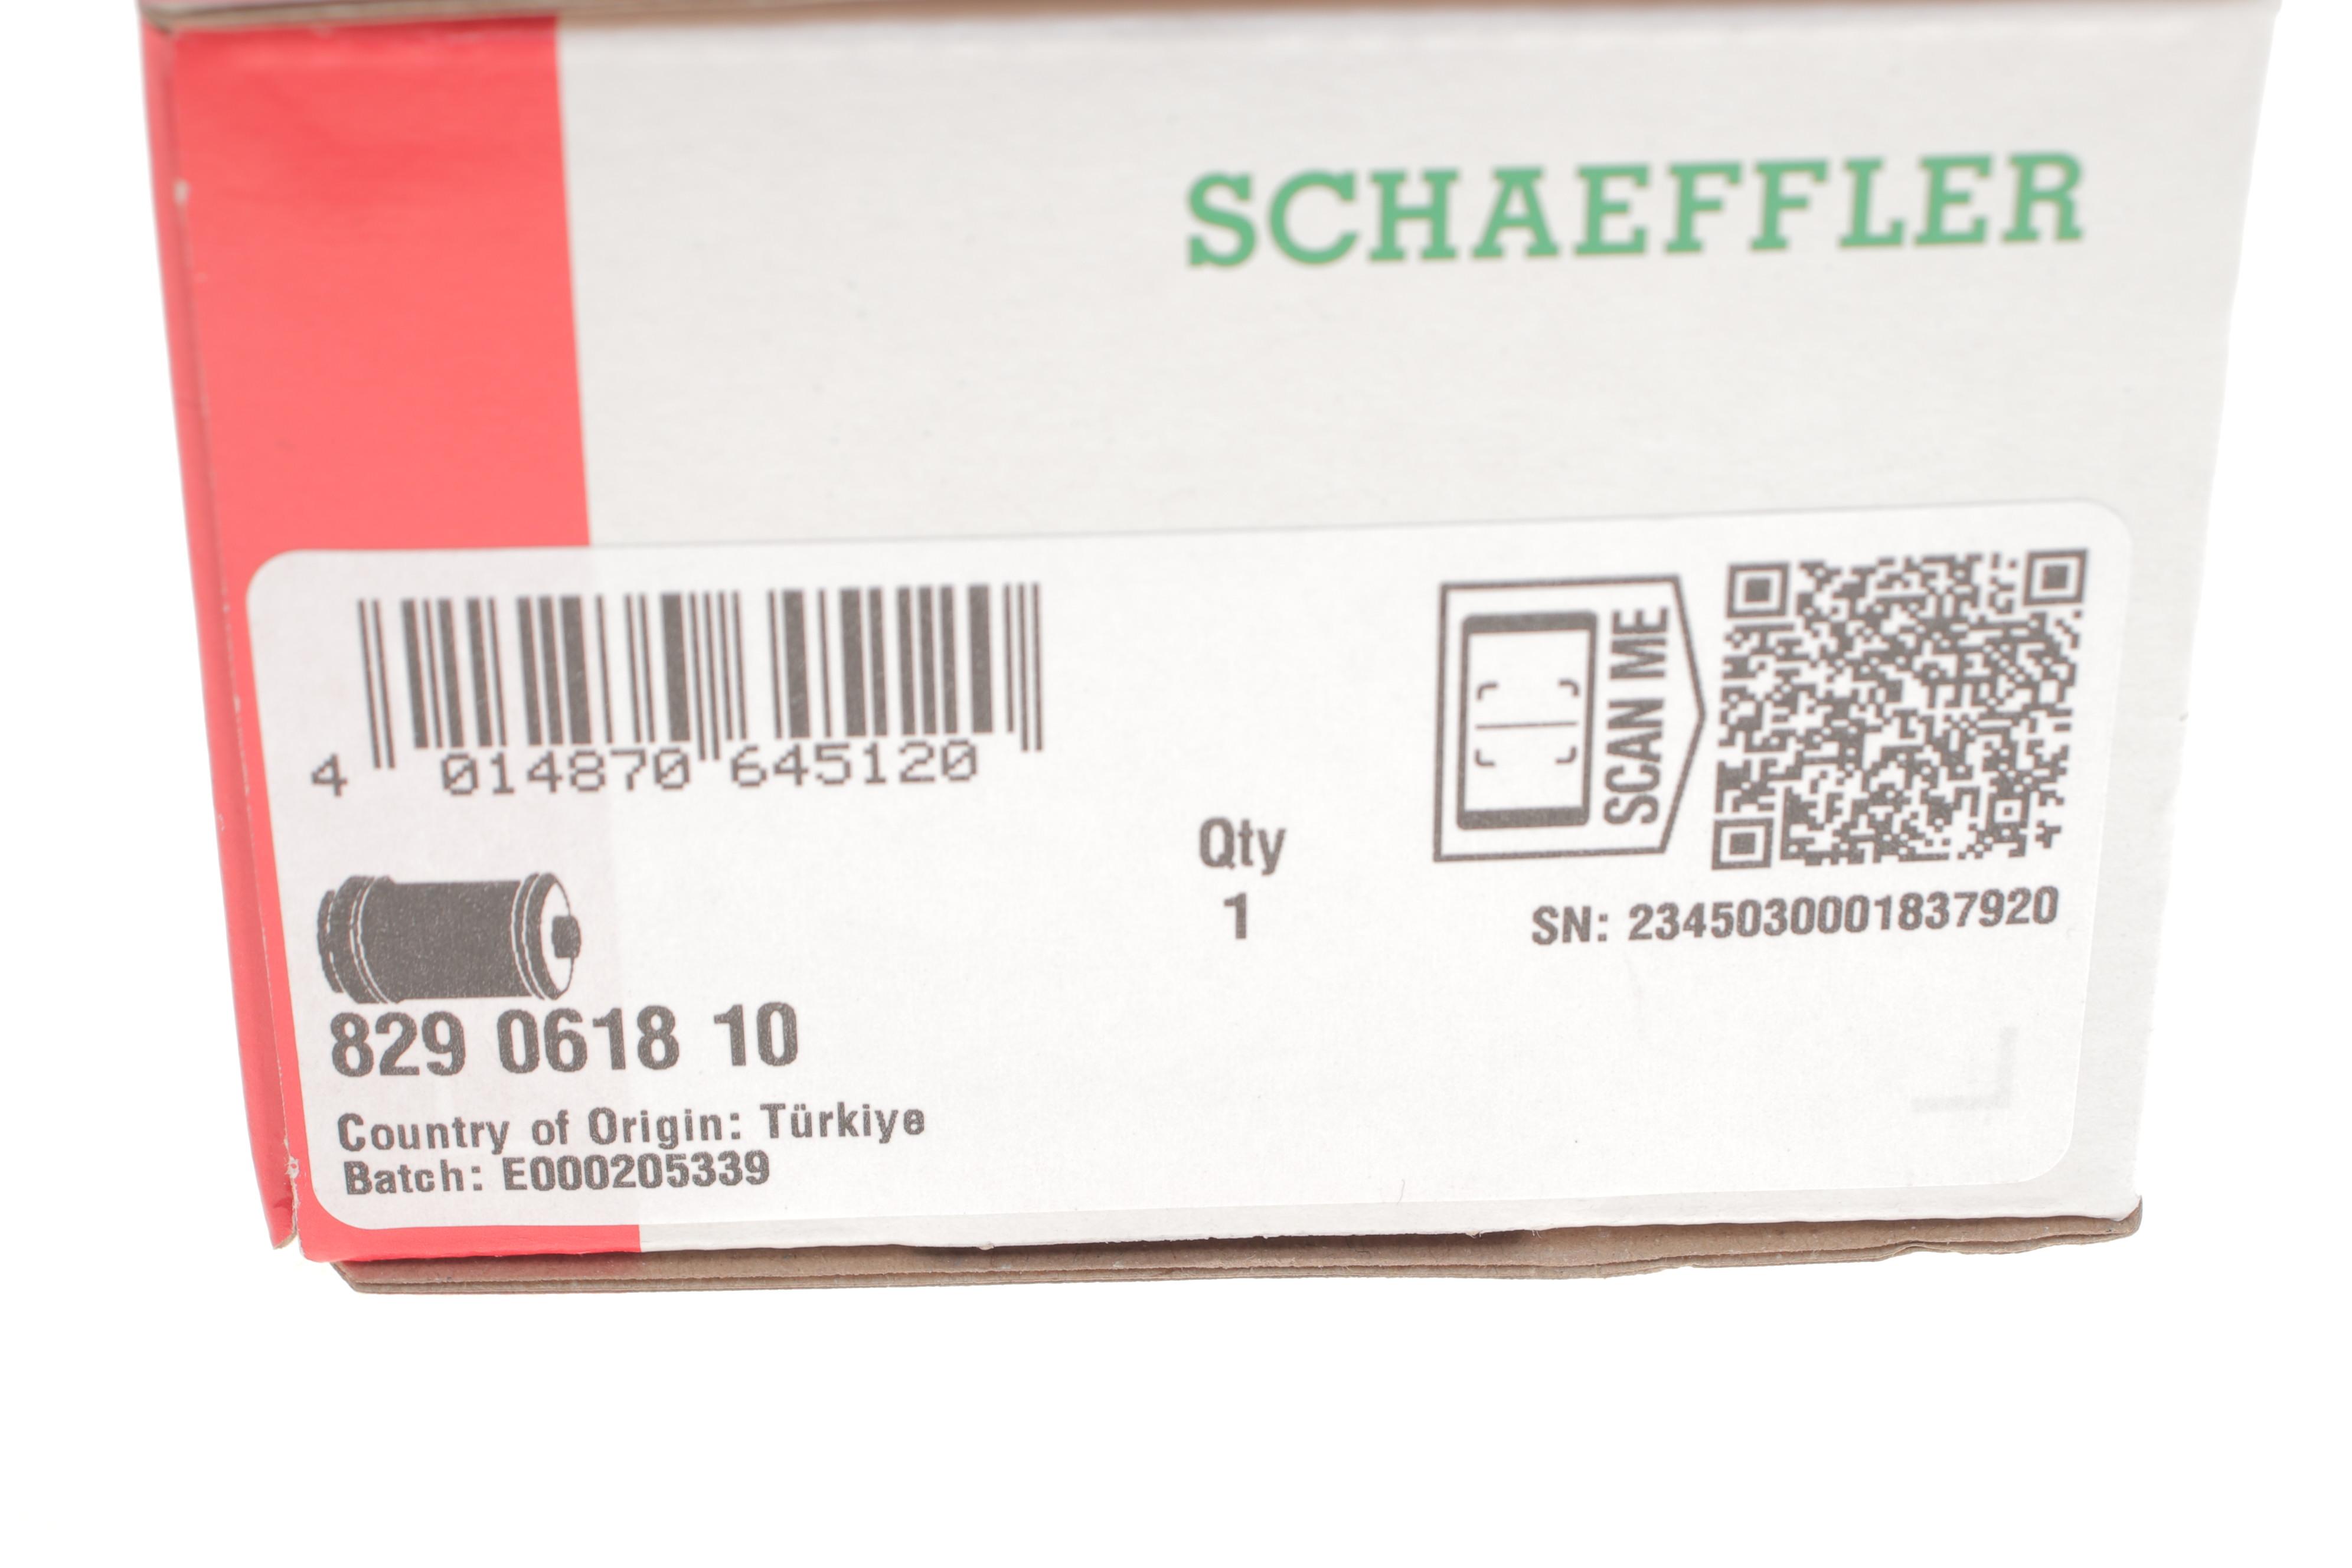 SCHAEFFLER
4 014870 645120
SCAN ME
Qty
1
SN: 2345030001837920
829 0618 10
Country of Origin: Türkiye
Batch: E000205339